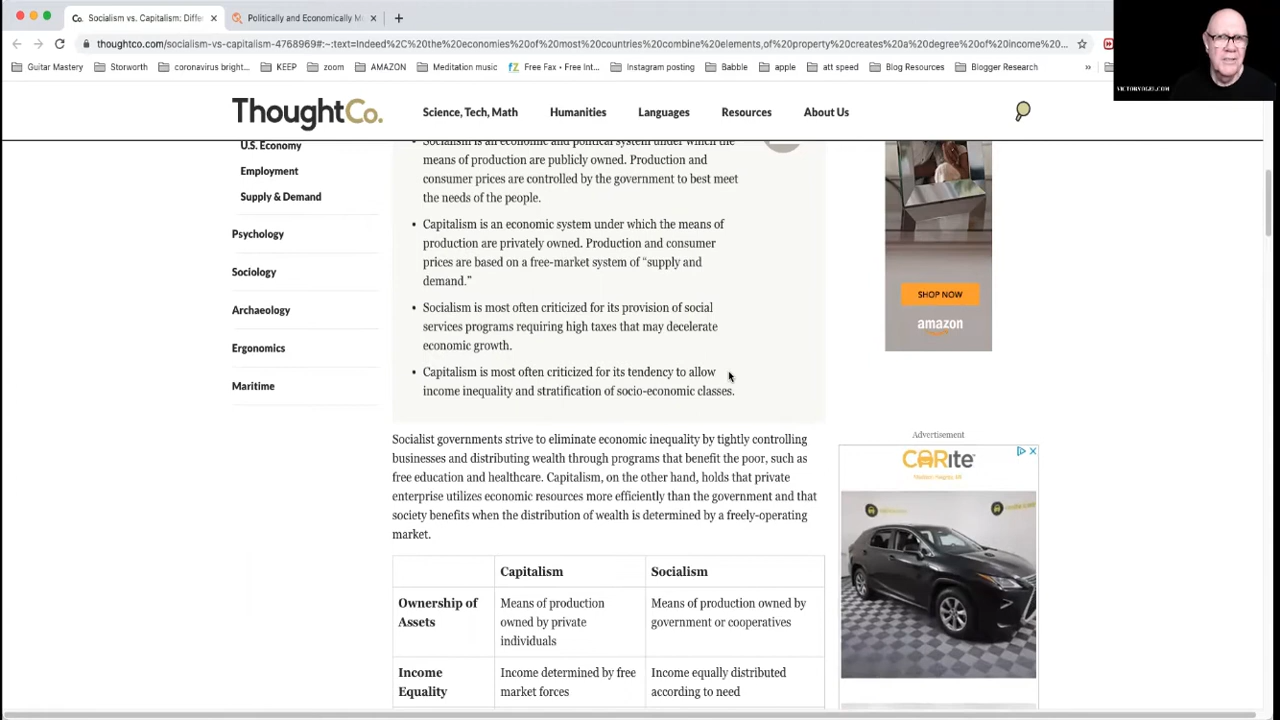 Co. Socialism vs. Capitalism: Diffe
Politically and Economically M
thoughtco.com/socialism-vs-capitalism-4768969#:~:text=Indeed%2C%20the%20economies%20of%20most%20countries%20combine%20elements,of%20property%20creates%20a%20degree%20of%20income%20...
Guitar Mastery
Storworth
coronavirus bright...
KEEP
zoom
AMAZON
Meditation music
FZ Free Fax • Free Int...
Instagram posting
Babble
apple
att speed
Blog Resources
Blogger Research
»
VICTORVOGEL.COM
ThoughtCo.
Science, Tech, Math
Humanities
Languages
Resources
About Us
U.S. Economy
Employment
Supply & Demand
Psychology
Sociology
Archaeology
Ergonomics
Maritime
• Socialism is an economic and political system under which the
means of production are publicly owned. Production and
consumer prices are controlled by the government to best meet
the needs of the people.
• Capitalism is an economic system under which the means of
production are privately owned. Production and consumer
prices are based on a free-market system of “supply and
demand.”
• Socialism is most often criticized for its provision of social
services programs requiring high taxes that may decelerate
economic growth.
• Capitalism is most often criticized for its tendency to allow
income inequality and stratification of socio-economic classes.
Socialist governments strive to eliminate economic inequality by tightly controlling
businesses and distributing wealth through programs that benefit the poor, such as
free education and healthcare. Capitalism, on the other hand, holds that private
enterprise utilizes economic resources more efficiently than the government and that
society benefits when the distribution of wealth is determined by a freely-operating
market.
Capitalism
Socialism
Ownership of
Assets
Means of production
owned by private
individuals
Means of production owned by
government or cooperatives
Income
Equality
Income determined by free
market forces
Income equally distributed
according to need
SHOP NOW
amazon
Advertisement
CARite